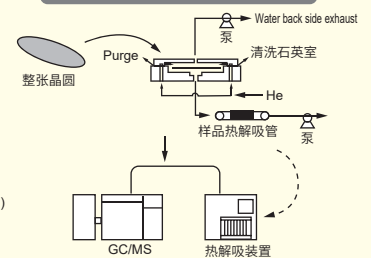 Water back side exhaust
泵
Purge
清洗石英室
整张晶圆
He
样品热解吸管
泵
)
GC/MS
热解吸装置